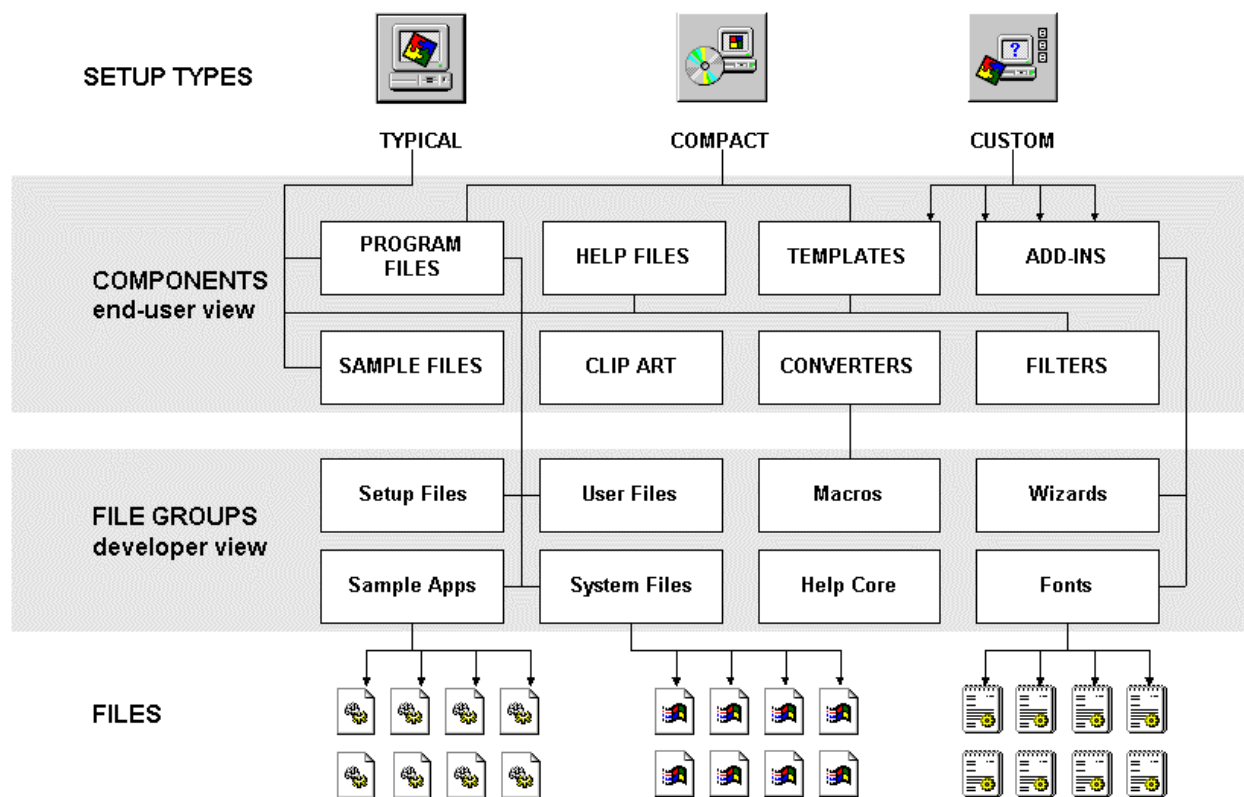 SETUP TYPES
TYPICAL
COMPACT
CUSTOM
COMPONENTS
end-user view
PROGRAM
FILES
HELP FILES
TEMPLATES
ADD-INS
SAMPLE FILES
CLIP ART
CONVERTERS
FILTERS
FILE GROUPS
developer view
Setup Files
User Files
Macros
Wizards
Sample Apps
System Files
Help Core
Fonts
FILES